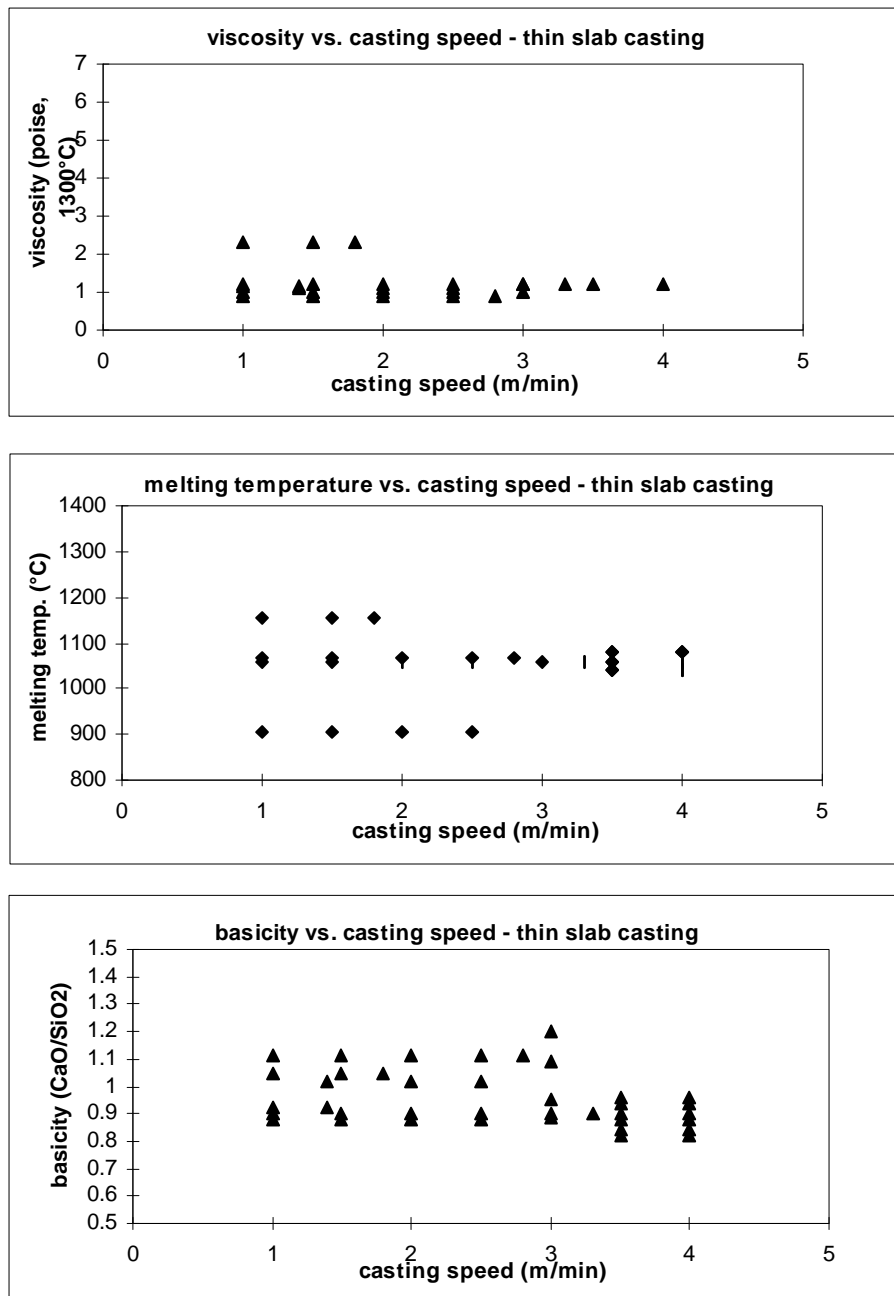 viscosity vs. casting speed - thin slab casting
viscosity (poise,
1300°C)
7
6
5
4
3
2
1
0
0 1 2 3 4 5
casting speed (m/min)
melting temperature vs. casting speed - thin slab casting
melting temp. (°C)
1400
1300
1200
1100
1000
900
800
0 1 2 3 4 5
casting speed (m/min)
basicity vs. casting speed - thin slab casting
basicity (CaO/SiO2)
1.5
1.4
1.3
1.2
1.1
1
0.9
0.8
0.7
0.6
0.5
0 1 2 3 4 5
casting speed (m/min)